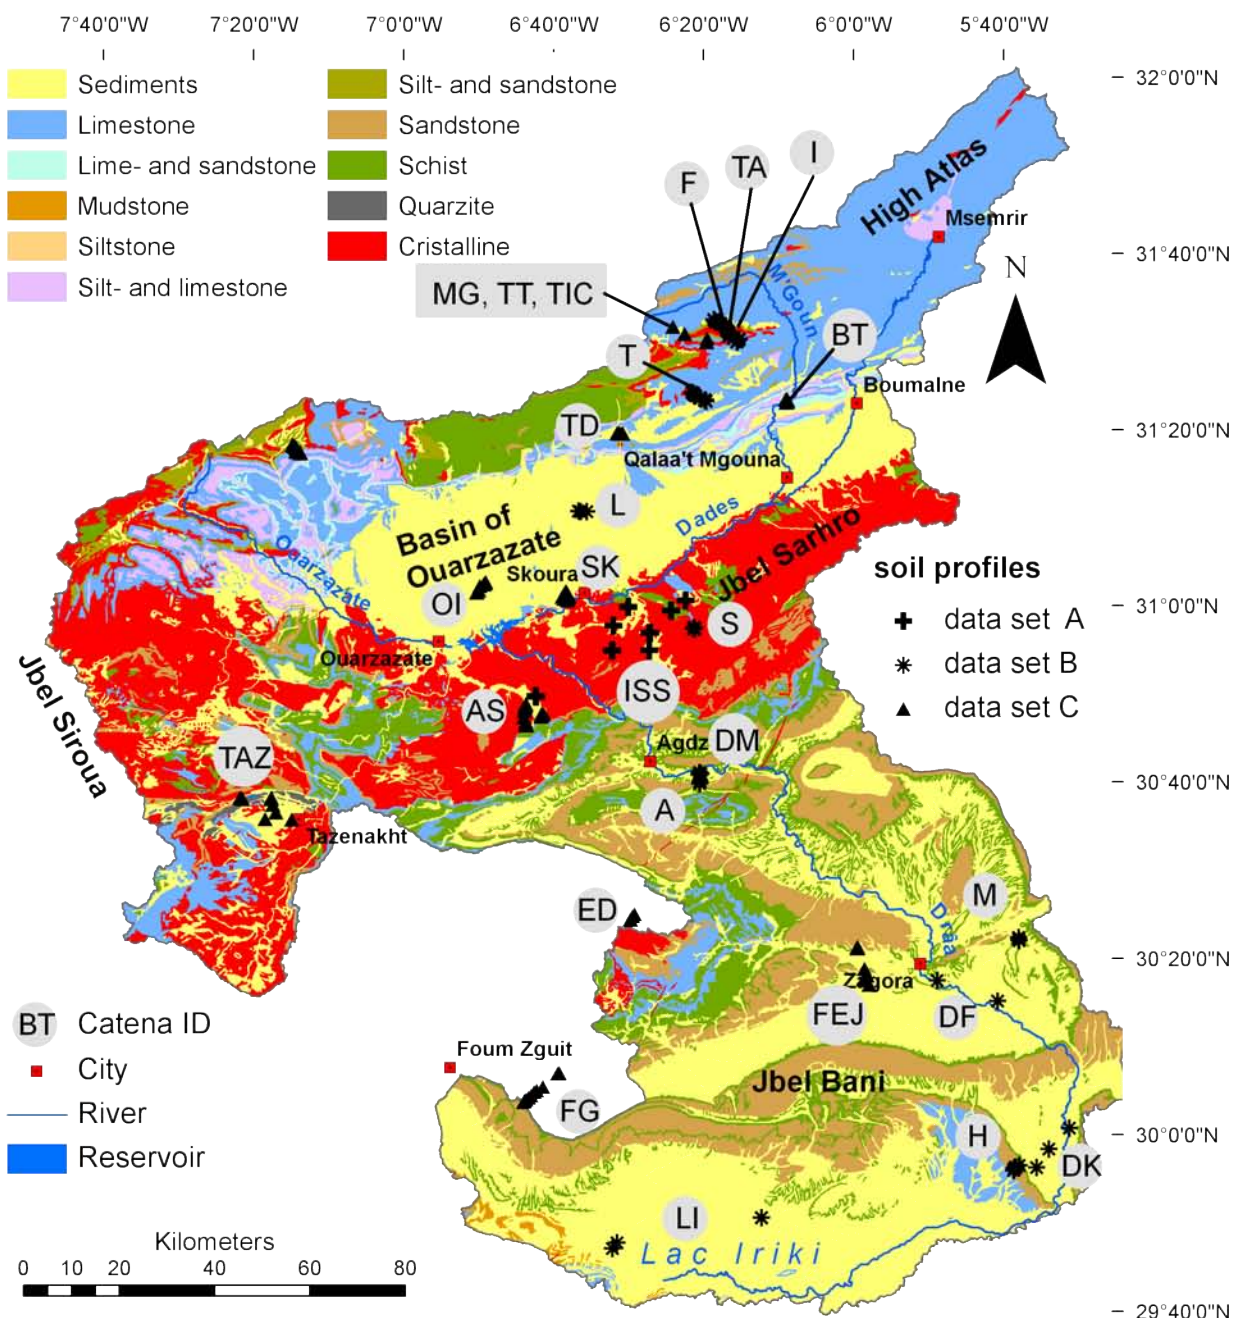 7°40'0"W 7°20'0"W 7°0'0"W 6°40'0"W 6°20'0"W 6°0'0"W 5°40'0"W
32°0'0"N
31°40'0"N
31°20'0"N
31°0'0"N
30°40'0"N
30°20'0"N
30°0'0"N
29°40'0"N
Sediments
Limestone
Lime- and sandstone
Mudstone
Siltstone
Silt- and limestone
Silt- and sandstone
Sandstone
Schist
Quarzite
Cristalline
F
TA
I
High Atlas
Msemrir
N
MG, TT, TIC
M'Goun
BT
T
Boumalne
TD
Qalaa't Mgouna
L
Dades
Basin of
Ouarzazate
Jbel Sarhro
Ouarzazate
Skoura
SK
OI
S
soil profiles
data set A
data set B
data set C
Ouarzazate
Jbel Siroua
ISS
AS
Agdz
DM
TAZ
A
Tazenakht
M
ED
Drâa
Zagora
FEJ
DF
BT Catena ID
City
River
Reservoir
Foum Zguit
FG
Jbel Bani
H
DK
LI
Lac Iriki
Kilometers
0 10 20 40 60 80